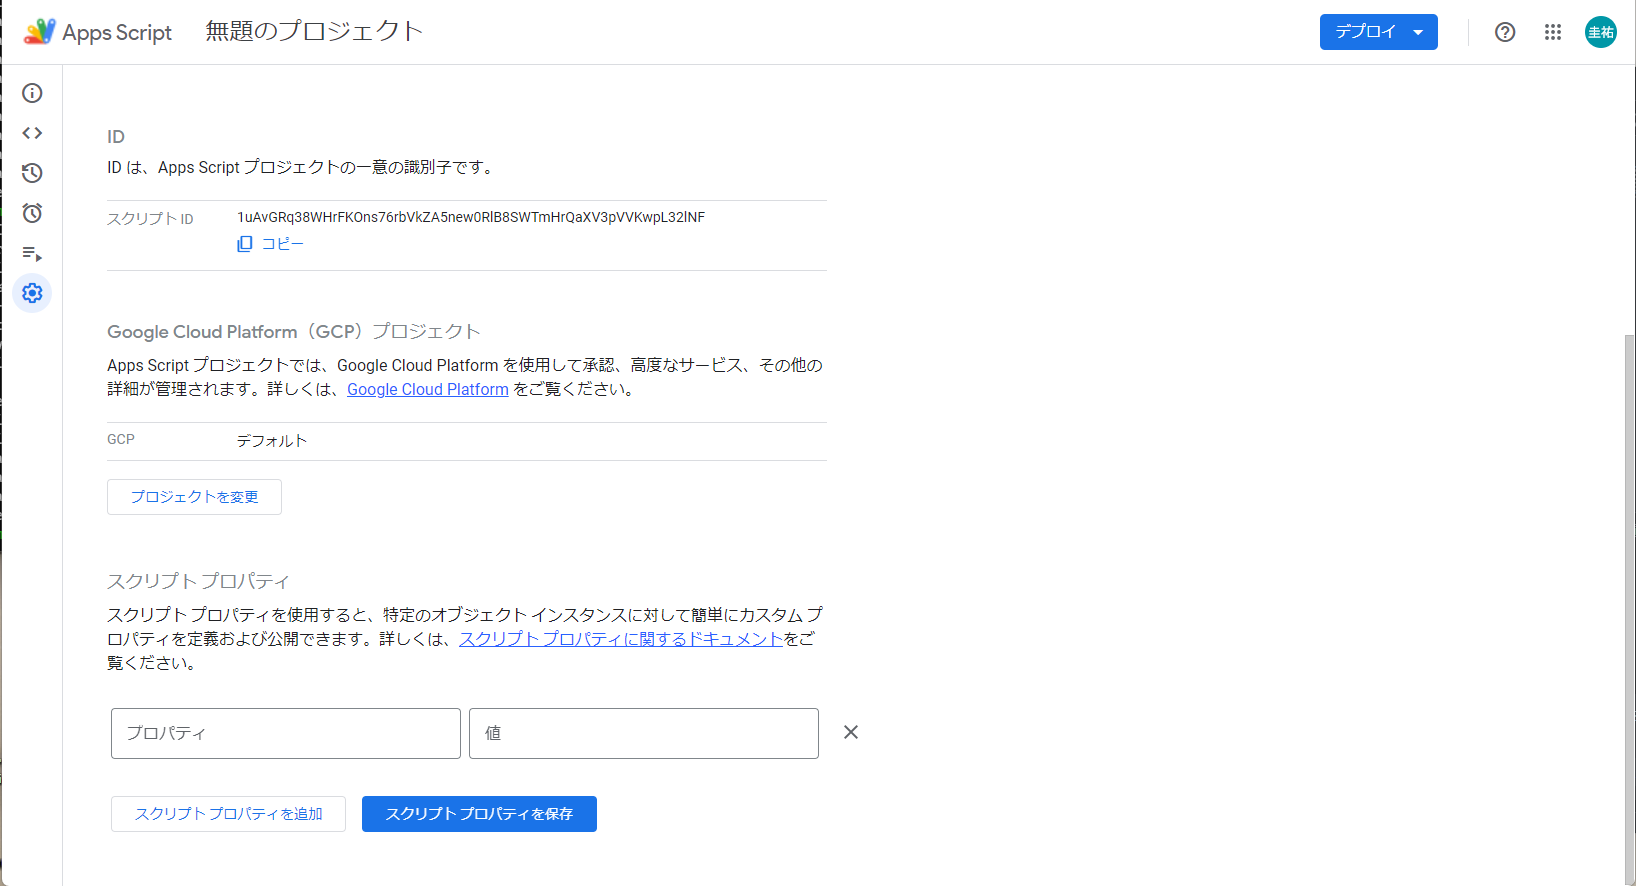 Apps Script 無題のプロジェクト デプロイ 圭祐
ID
ID は、Apps Script プロジェクトの一意の識別子です。
スクリプト ID 1uAvGRq38WHrFKOns76rbVkZA5new0RlB8SWTmHrQaXV3pVVKwpL32lNF
コピー
Google Cloud Platform（GCP）プロジェクト
Apps Script プロジェクトでは、Google Cloud Platform を使用して承認、高度なサービス、その他の
詳細が管理されます。詳しくは、Google Cloud Platform をご覧ください。
GCP デフォルト
プロジェクトを変更
スクリプト プロパティ
スクリプト プロパティを使用すると、特定のオブジェクト インスタンスに対して簡単にカスタム プ
ロパティを定義および公開できます。詳しくは、スクリプト プロパティに関するドキュメントをご
覧ください。
プロパティ 値
スクリプト プロパティを追加 スクリプト プロパティを保存